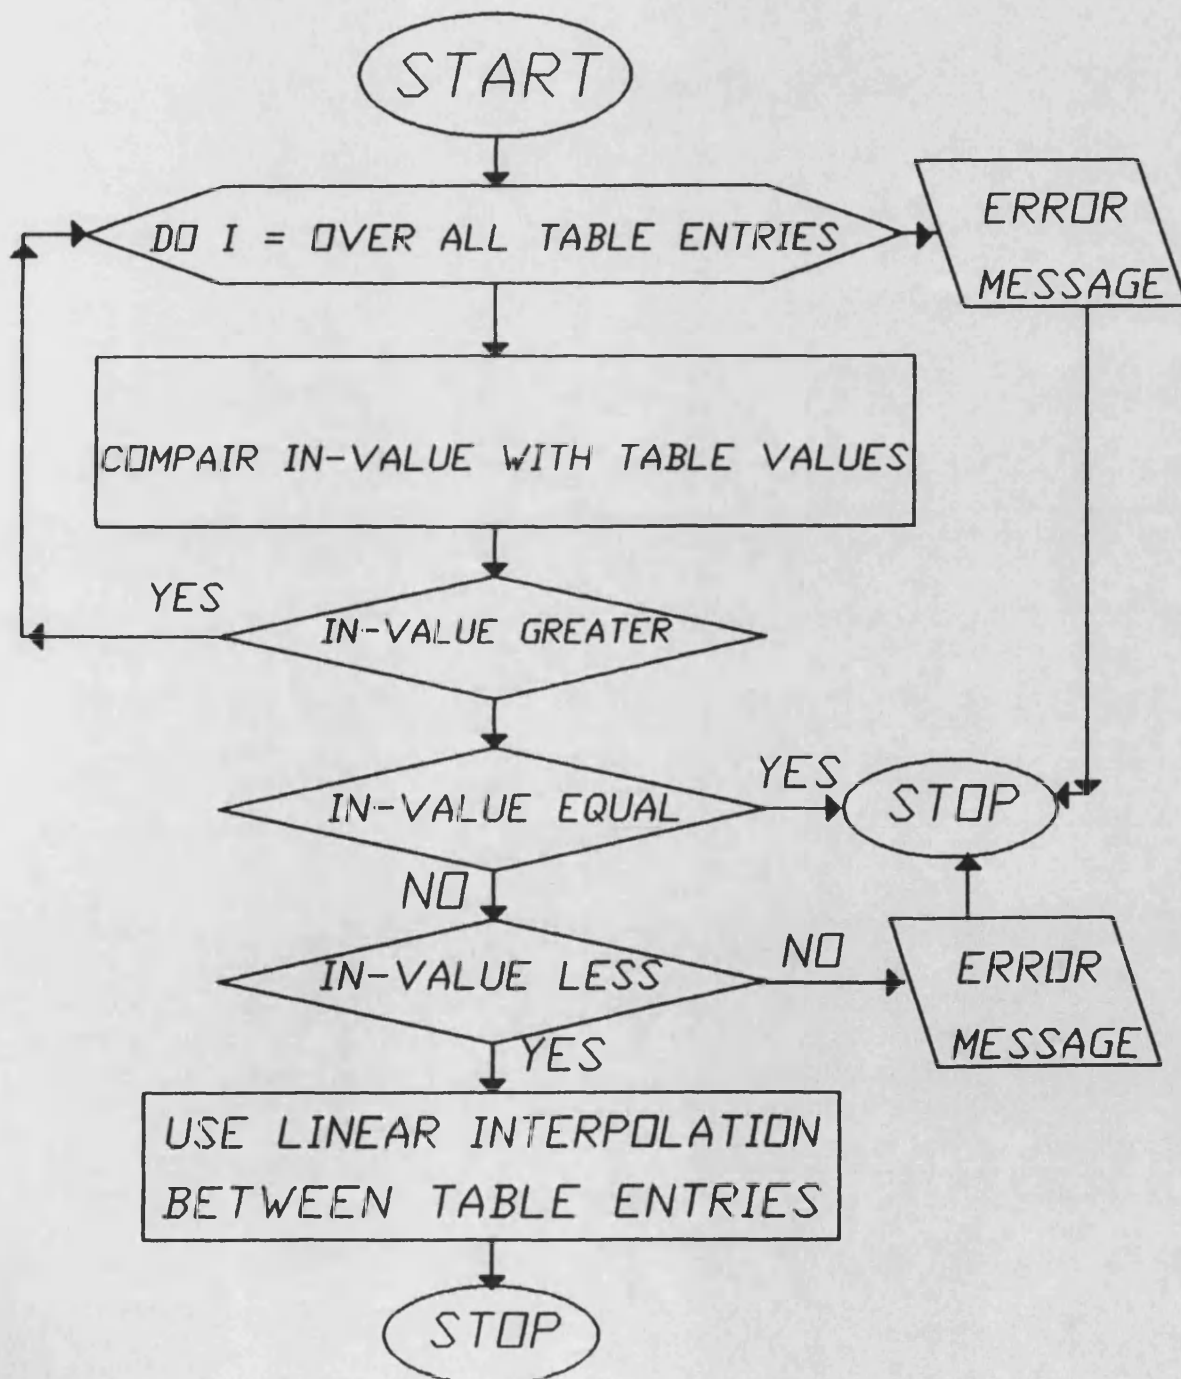 START
DO I = OVER ALL TABLE ENTRIES
ERROR
MESSAGE
COMPAIR IN-VALUE WITH TABLE VALUES
YES
IN-VALUE GREATER
IN-VALUE EQUAL
YES
STOP
NO
IN-VALUE LESS
NO
ERROR
MESSAGE
YES
USE LINEAR INTERPOLATION
BETWEEN TABLE ENTRIES
STOP